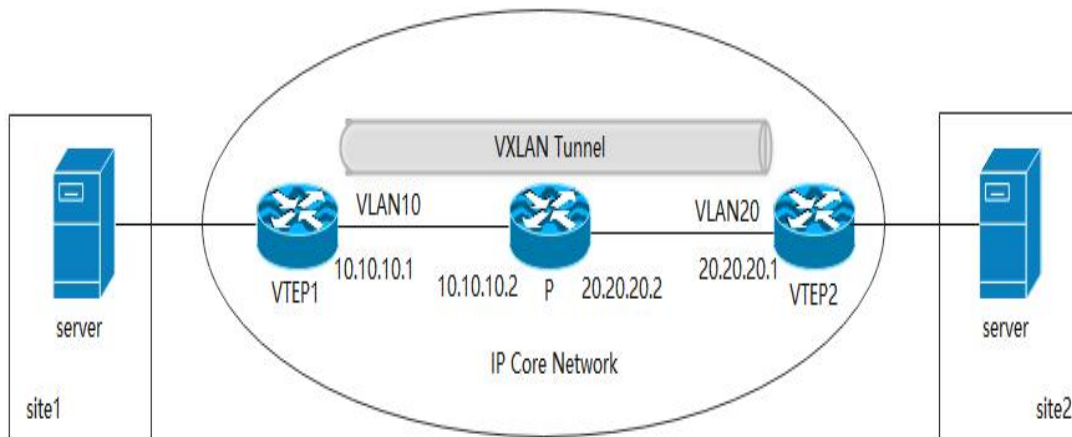 VXLAN Tunnel
VLAN10
VLAN20
10.10.10.1
10.10.10.2
20.20.20.2
20.20.20.1
VTEP1
P
VTEP2
server
server
IP Core Network
site1
site2